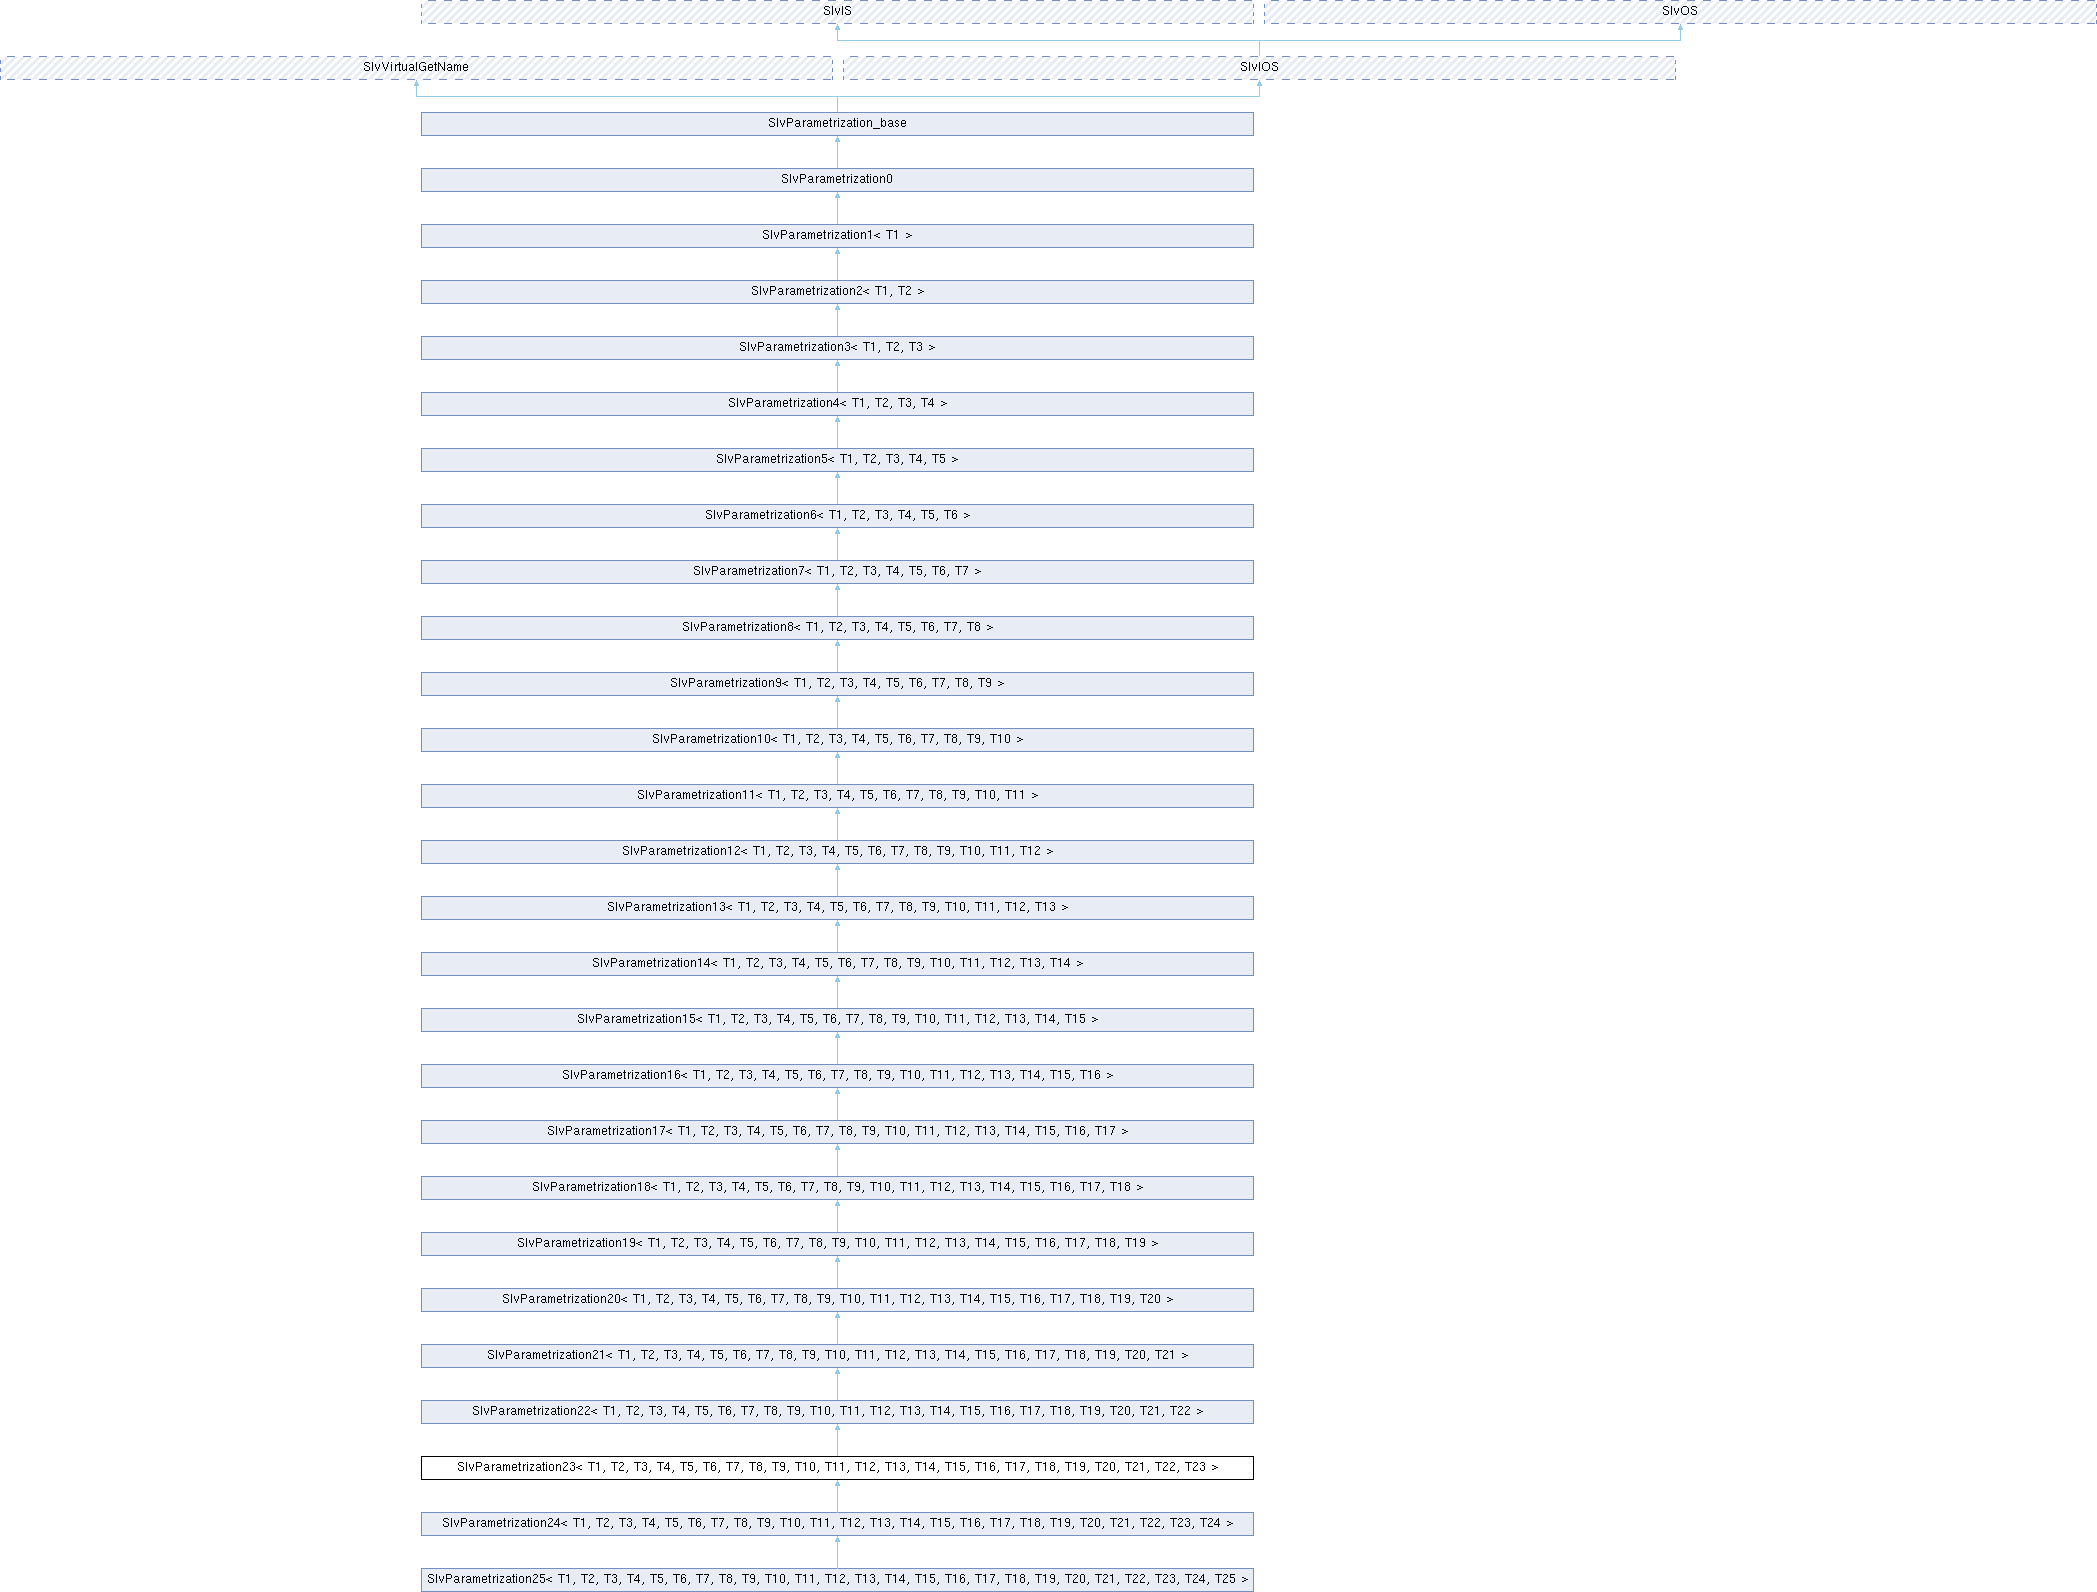 SlvIS
SlvOS
SlvVirtualGetName
SlvIOS
SlvParametrization_base
SlvParametrization0
SlvParametrization1< T1 >
SlvParametrization2< T1, T2 >
SlvParametrization3< T1, T2, T3 >
SlvParametrization4< T1, T2, T3, T4 >
SlvParametrization5< T1, T2, T3, T4, T5 >
SlvParametrization6< T1, T2, T3, T4, T5, T6 >
SlvParametrization7< T1, T2, T3, T4, T5, T6, T7 >
SlvParametrization8< T1, T2, T3, T4, T5, T6, T7, T8 >
SlvParametrization9< T1, T2, T3, T4, T5, T6, T7, T8, T9 >
SlvParametrization10< T1, T2, T3, T4, T5, T6, T7, T8, T9, T10 >
SlvParametrization11< T1, T2, T3, T4, T5, T6, T7, T8, T9, T10, T11 >
SlvParametrization12< T1, T2, T3, T4, T5, T6, T7, T8, T9, T10, T11, T12 >
SlvParametrization13< T1, T2, T3, T4, T5, T6, T7, T8, T9, T10, T11, T12, T13 >
SlvParametrization14< T1, T2, T3, T4, T5, T6, T7, T8, T9, T10, T11, T12, T13, T14 >
SlvParametrization15< T1, T2, T3, T4, T5, T6, T7, T8, T9, T10, T11, T12, T13, T14, T15 >
SlvParametrization16< T1, T2, T3, T4, T5, T6, T7, T8, T9, T10, T11, T12, T13, T14, T15, T16 >
SlvParametrization17< T1, T2, T3, T4, T5, T6, T7, T8, T9, T10, T11, T12, T13, T14, T15, T16, T17 >
SlvParametrization18< T1, T2, T3, T4, T5, T6, T7, T8, T9, T10, T11, T12, T13, T14, T15, T16, T17, T18 >
SlvParametrization19< T1, T2, T3, T4, T5, T6, T7, T8, T9, T10, T11, T12, T13, T14, T15, T16, T17, T18, T19 >
SlvParametrization20< T1, T2, T3, T4, T5, T6, T7, T8, T9, T10, T11, T12, T13, T14, T15, T16, T17, T18, T19, T20 >
SlvParametrization21< T1, T2, T3, T4, T5, T6, T7, T8, T9, T10, T11, T12, T13, T14, T15, T16, T17, T18, T19, T20, T21 >
SlvParametrization22< T1, T2, T3, T4, T5, T6, T7, T8, T9, T10, T11, T12, T13, T14, T15, T16, T17, T18, T19, T20, T21, T22 >
SlvParametrization23< T1, T2, T3, T4, T5, T6, T7, T8, T9, T10, T11, T12, T13, T14, T15, T16, T17, T18, T19, T20, T21, T22, T23 >
SlvParametrization24< T1, T2, T3, T4, T5, T6, T7, T8, T9, T10, T11, T12, T13, T14, T15, T16, T17, T18, T19, T20, T21, T22, T23, T24 >
SlvParametrization25< T1, T2, T3, T4, T5, T6, T7, T8, T9, T10, T11, T12, T13, T14, T15, T16, T17, T18, T19, T20, T21, T22, T23, T24, T25 >